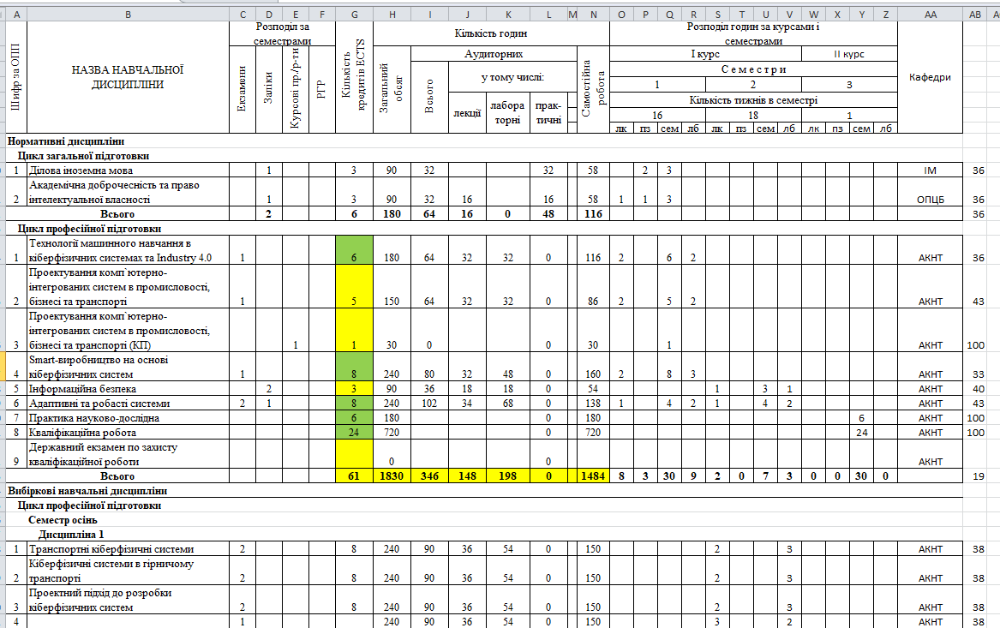 A B C D E F G H I J K L M N O P Q R S T U V W X Y Z AA AB AC
Шифр за ОПП
НАЗВА НАВЧАЛЬНОЇ
ДИСЦИПЛІНИ
Розподіл за
семестрами
Екзамени
Заліки
Курсові пр./р-ти
РГР
Кількість
кредитів ECTS
Кількість годин
Загальний
обсяг
Аудиторних
Всього
у тому числі:
лекції
лабора
торні
прак-
тичні
Самостійна
робота
Розподіл годин за курсами і
семестрами
І курс ІІ курс
С е м е с т р и
1 2 3
Кількість тижнів в семестрі
16 18 1
лк пз сем лб лк пз сем лб лк пз сем лб
Кафедри
Нормативні дисципліни
Цикл загальної підготовки
1 Ділова іноземна мова 1 3 90 32 32 58 2 3 ІМ 36
Академічна доброчесність та право
2 інтелектуальної власності 1 3 90 32 16 16 58 1 1 3 ОПЦБ 36
Всього 2 6 180 64 16 0 48 116 36
Цикл професійної підготовки
Технології машинного навчання в
1 кіберфізичних системах та Industry 4.0 1 6 180 64 32 32 0 116 2 6 2 АКНТ 36
Проектування комп`ютерно-
інтегрованих систем в промисловості,
2 бізнесі та транспорті 1 5 150 64 32 32 0 86 2 5 2 АКНТ 43
Проектування комп`ютерно-
інтегрованих систем в промисловості,
3 бізнесі та транспорті (КП) 1 1 30 0 0 30 1 АКНТ 100
Smart-виробництво на основі
4 кіберфізичних систем 1 8 240 80 32 48 0 160 2 8 3 АКНТ 33
5 Інформаційна безпека 2 3 90 36 18 18 0 54 1 3 1 АКНТ 40
6 Адаптивні та робасті системи 2 1 8 240 102 34 68 0 138 1 4 2 1 4 2 АКНТ 43
7 Практика науково-дослідна 6 180 0 180 6 АКНТ 100
8 Кваліфікаційна робота 24 720 0 720 24 АКНТ 100
Державний екзамен по захисту
9 кваліфікаційної роботи 0 0 АКНТ
Всього 61 1830 346 148 198 0 1484 8 3 30 9 2 0 7 3 0 0 30 0 19
Вибіркові навчальні дисципліни
Цикл професійної підготовки
Семестр осінь
Дисципліна 1
1 Транспортні кіберфізичні системи 2 8 240 90 36 54 0 150 2 3 АКНТ 38
Кіберфізичні системи в гірничому
2 транспорті 2 8 240 90 36 54 0 150 2 3 АКНТ 38
Проектний підхід до розробки
3 кіберфізичних систем 2 8 240 90 36 54 0 150 2 3 АКНТ 38
4 1 240 90 36 54 0 150 3 2 АКНТ 38